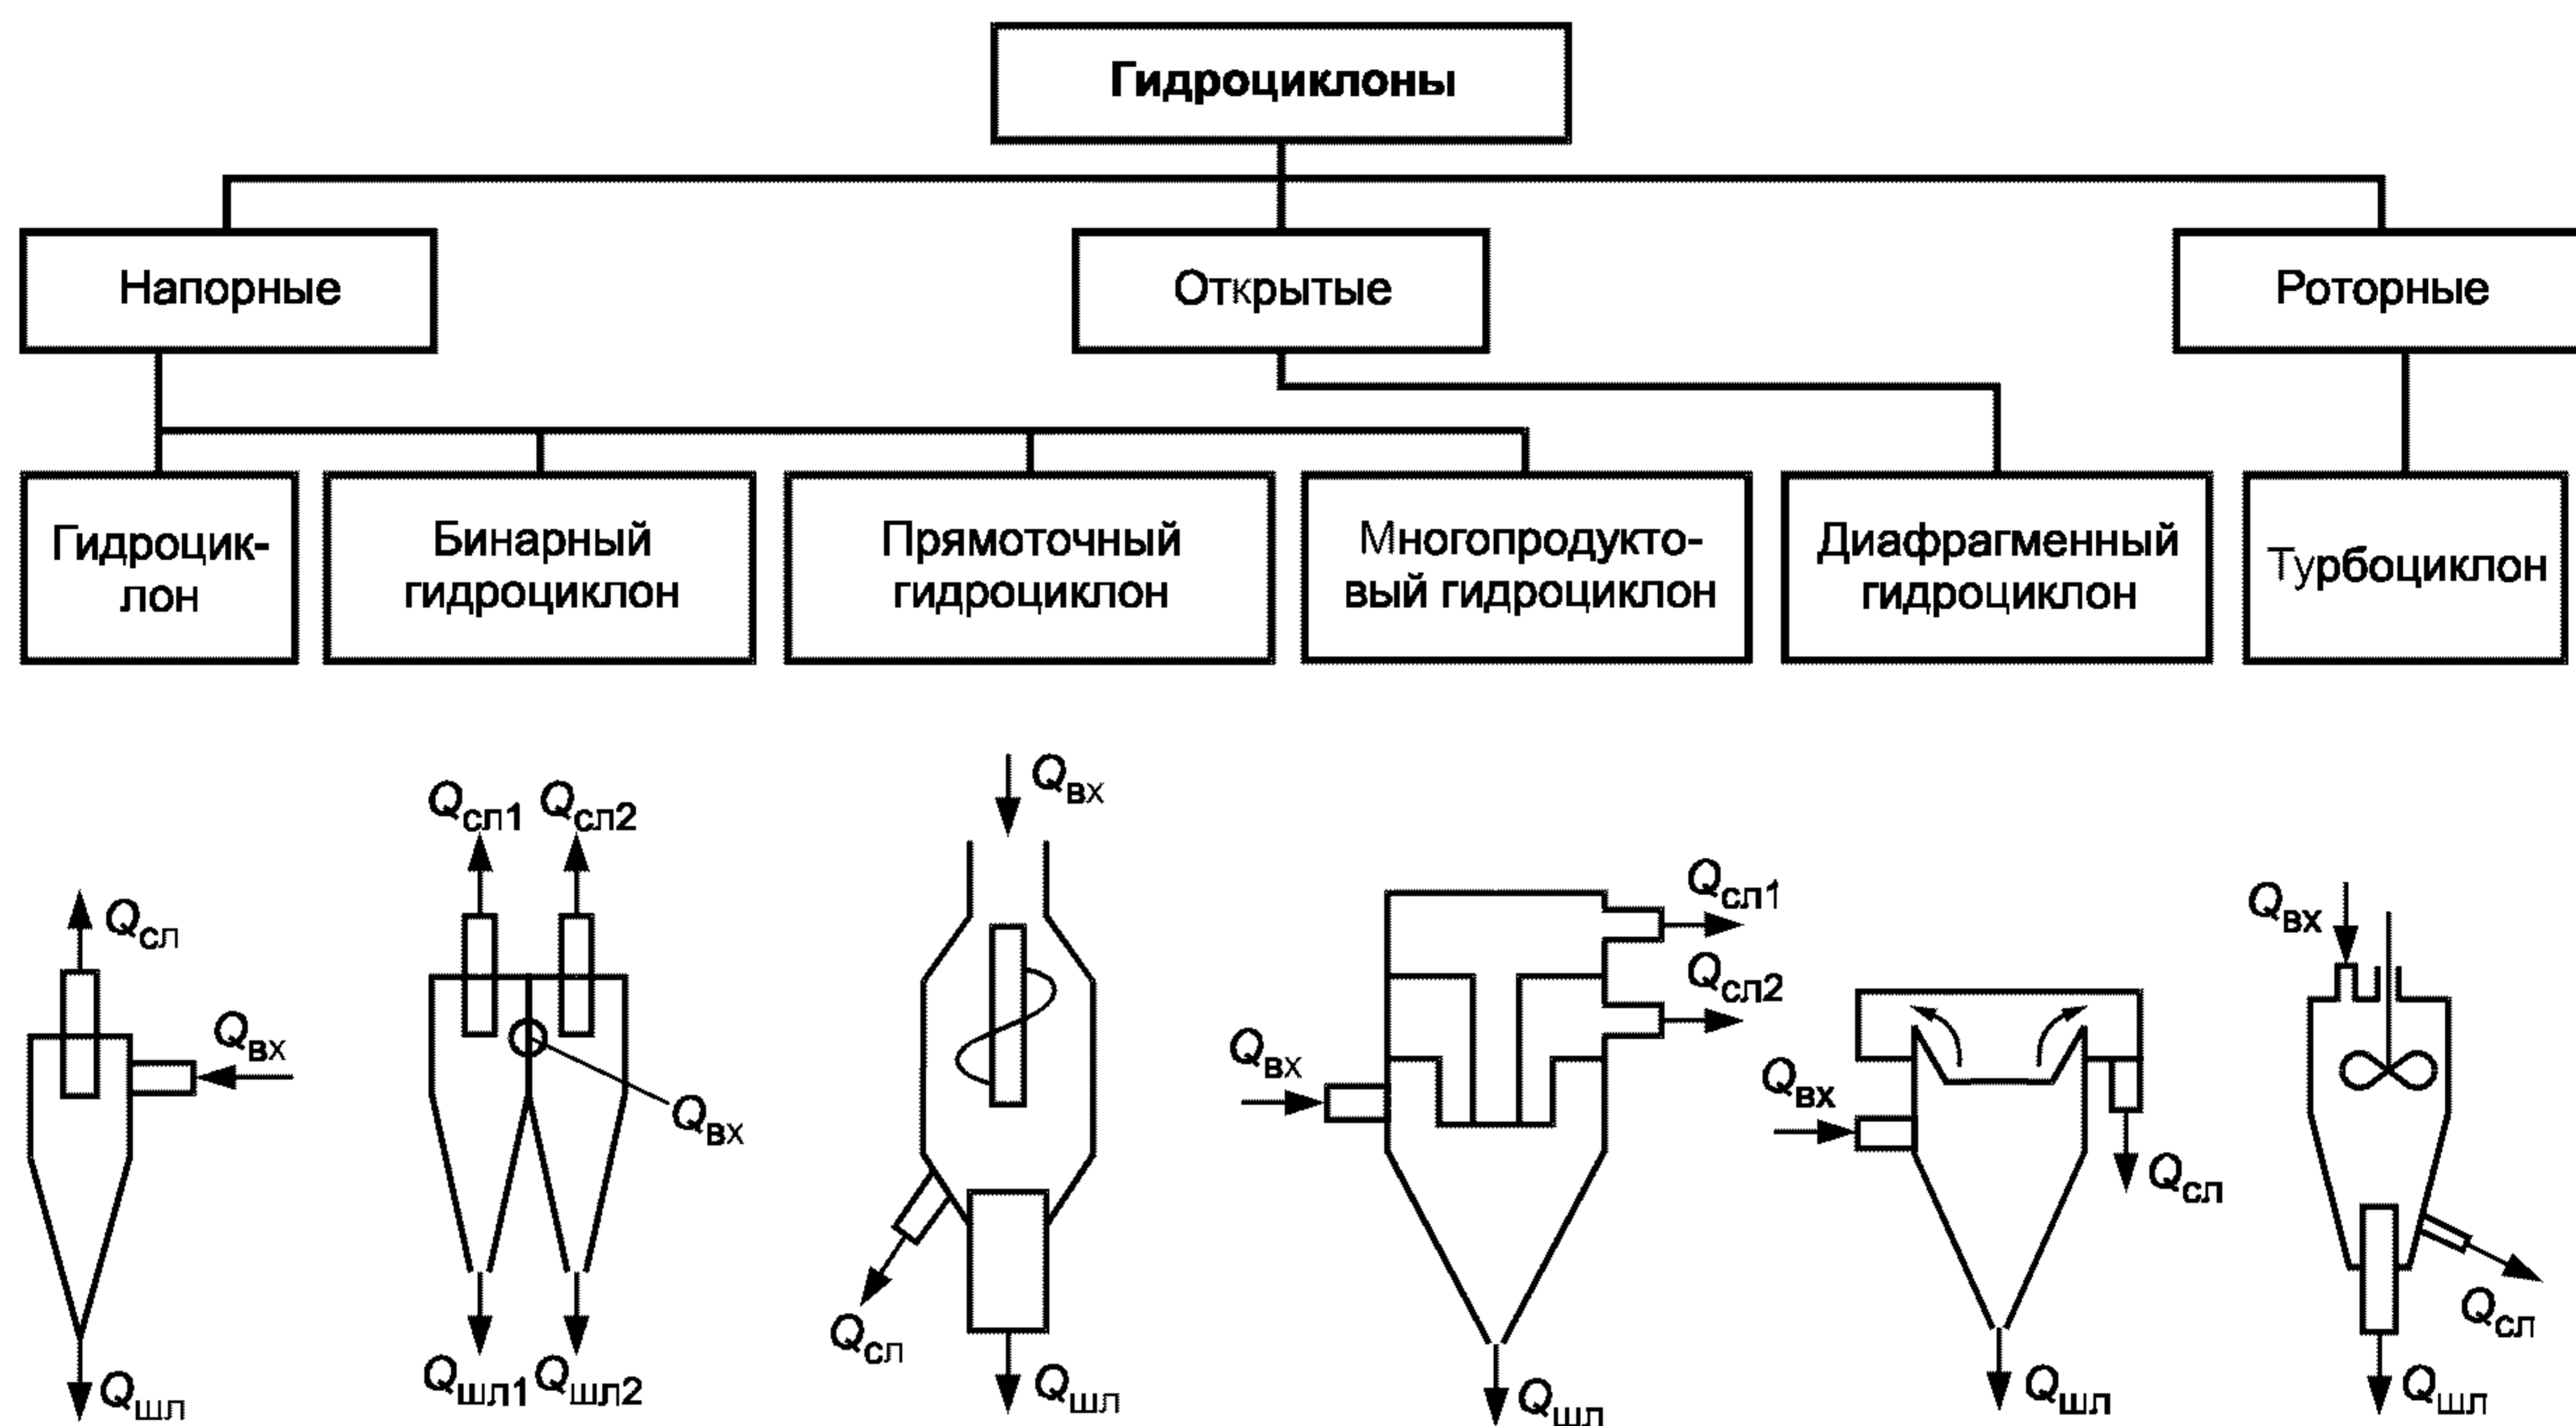 Гидроциклоны
Напорные
Открытые
Роторные
Гидроцик-
лон
Бинарный
гидроциклон
Прямоточный
гидроциклон
Многопродукто-
вый гидроциклон
Диафрагменный
гидроциклон
Турбоциклон
Qсл
Qвх
Qшл
Qсл1 Qсл2
Qвх
Qшл1 Qшл2
Qвх
Qсл
Qшл
Qсл1
Qсл2
Qвх
Qшл
Qвх
Qсл
Qшл
Qвх
Qсл
Qшл